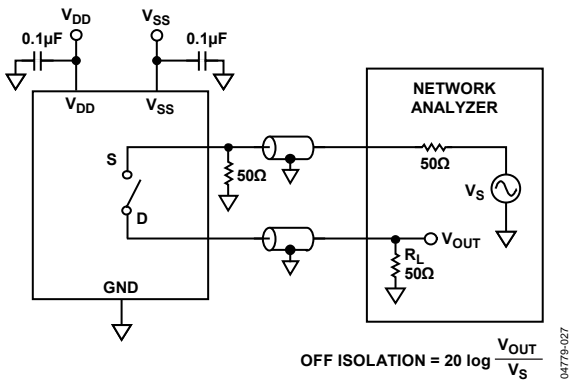 VDD
VSS
0.1µF
0.1µF
VDD
VSS
NETWORK
ANALYZER
S
50Ω
50Ω
VS
D
VOUT
RL
50Ω
GND
OFF ISOLATION = 20 log VOUT
VS
04779-027